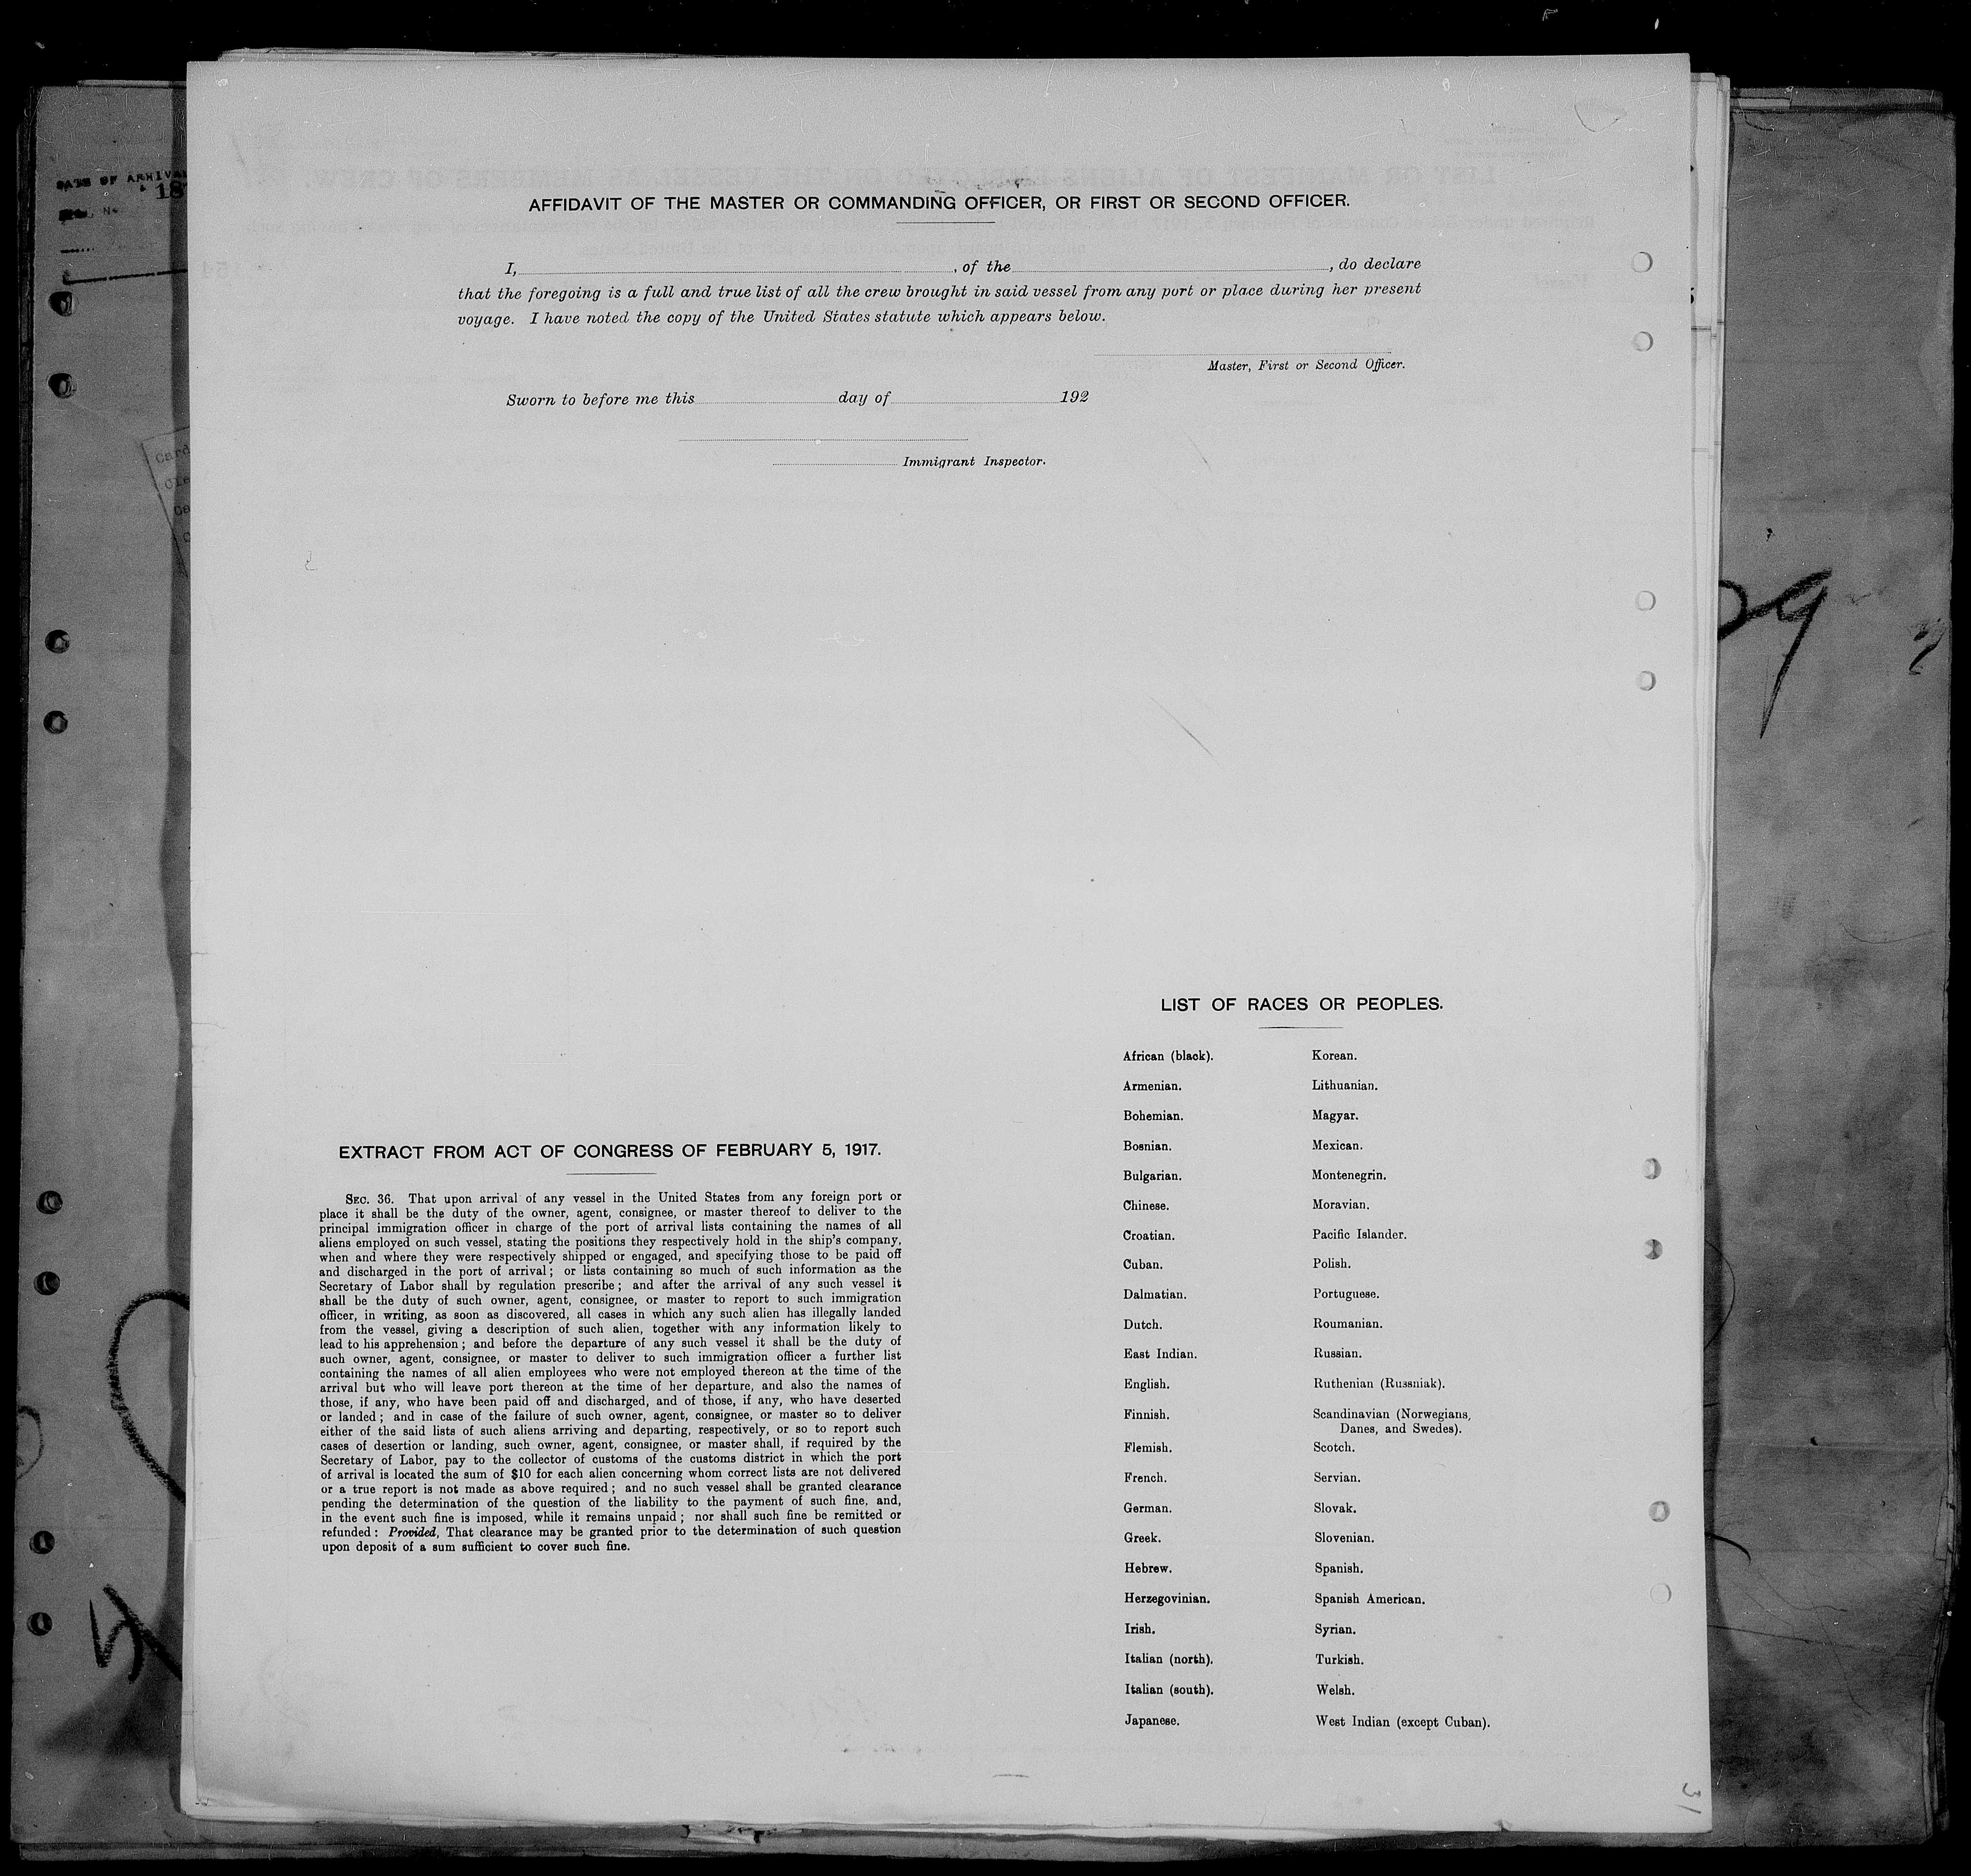 DATE OF ARRIVA
18
AFFIDAVIT OF THE MASTER OR COMMANDING OFFICER, OR FIRST OR SECOND OFFICER.
I, , of the , do declare
that the foregoing is a full and true list of all the crew brought in said vessel from any port or place during her present
voyage. I have noted the copy of the United States statute which appears below.
Master, First or Second Officer.
Sworn to before me this day of 192
Immigrant Inspector.
Card
Cle
Ca
C
9
EXTRACT FROM ACT OF CONGRESS OF FEBRUARY 5, 1917.
SEC. 36. That upon arrival of any vessel in the United States from any foreign port or
place it shall be the duty of the owner, agent, consignee, or master thereof to deliver to the
principal immigration officer in charge of the port of arrival lists containing the names of all
aliens employed on such vessel, stating the positions they respectively hold in the ship's company,
when and where they were respectively shipped or engaged, and specifying those to be paid off
and discharged in the port of arrival; or lists containing so much of such information as the
Secretary of Labor shall by regulation prescribe; and after the arrival of any such vessel it
shall be the duty of such owner, agent, consignee, or master to report to such immigration
officer, in writing, as soon as discovered, all cases in which any such alien has illegally landed
from the vessel, giving a description of such alien, together with any information likely to
lead to his apprehension; and before the departure of any such vessel it shall be the duty of
such owner, agent, consignee, or master to deliver to such immigration officer a further list
containing the names of all alien employees who were not employed thereon at the time of the
arrival but who will leave port thereon at the time of her departure, and also the names of
those, if any, who have been paid off and discharged, and of those, if any, who have deserted
or landed; and in case of the failure of such owner, agent, consignee, or master so to deliver
either of the said lists of such aliens arriving and departing, respectively, or so to report such
cases of desertion or landing, such owner, agent, consignee, or master shall, if required by the
Secretary of Labor, pay to the collector of customs of the customs district in which the port
of arrival is located the sum of $10 for each alien concerning whom correct lists are not delivered
or a true report is not made as above required; and no such vessel shall be granted clearance
pending the determination of the question of the liability to the payment of such fine, and,
in the event such fine is imposed, while it remains unpaid; nor shall such fine be remitted or
refunded: Provided, That clearance may be granted prior to the determination of such question
upon deposit of a sum sufficient to cover such fine.
LIST OF RACES OR PEOPLES.
African (black).
Armenian.
Bohemian.
Bosnian.
Bulgarian.
Chinese.
Croatian.
Cuban.
Dalmatian.
Dutch.
East Indian.
English.
Finnish.
Flemish.
French.
German.
Greek.
Hebrew.
Herzegovinian.
Irish.
Italian (north).
Italian (south).
Japanese.
Korean.
Lithuanian.
Magyar.
Mexican.
Montenegrin.
Moravian.
Pacific Islander.
Polish.
Portuguese.
Roumanian.
Russian.
Ruthenian (Russniak).
Scandinavian (Norwegians,
Danes, and Swedes).
Scotch.
Servian.
Slovak.
Slovenian.
Spanish.
Spanish American.
Syrian.
Turkish.
Welsh.
West Indian (except Cuban).
31